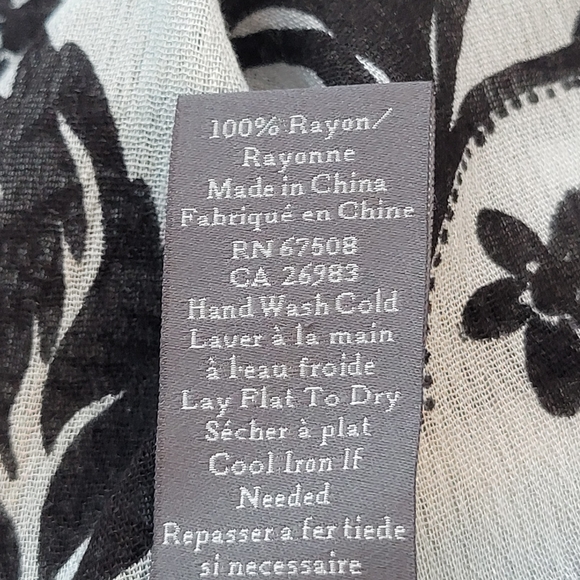 100% Rayon/
Rayonne
Made in China
Fabriqué en Chine
RN 67508
CA 26983
Hand Wash Cold
Laver à la main
à l'eau froide
Lay Flat To Dry
Sécher à plat
Cool Iron If
Needed
Repasser a fer tiede
si necessaire